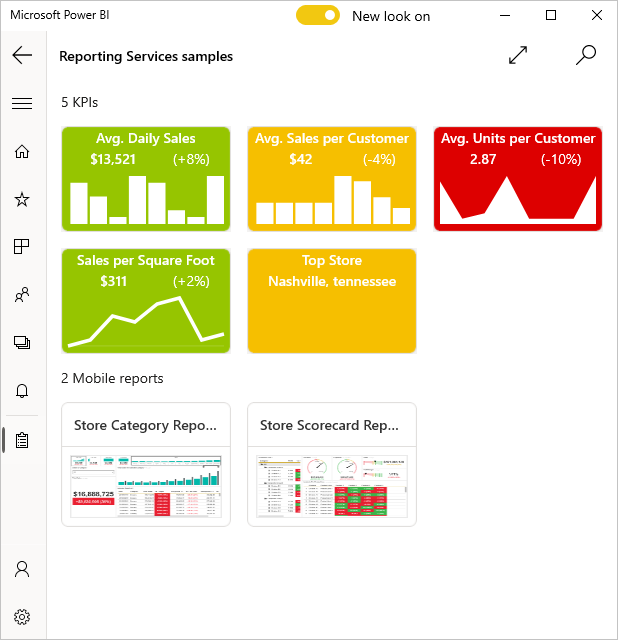 Microsoft Power BI
New look on
Reporting Services samples
5 KPIs
Avg. Daily Sales
$13,521 (+8%)
Avg. Sales per Customer
$42 (-4%)
Avg. Units per Customer
2.87 (-10%)
Sales per Square Foot
$311 (+2%)
Top Store
Nashville, tennessee
2 Mobile reports
Store Category Repo...
$16,888,725
Store Scorecard Rep...